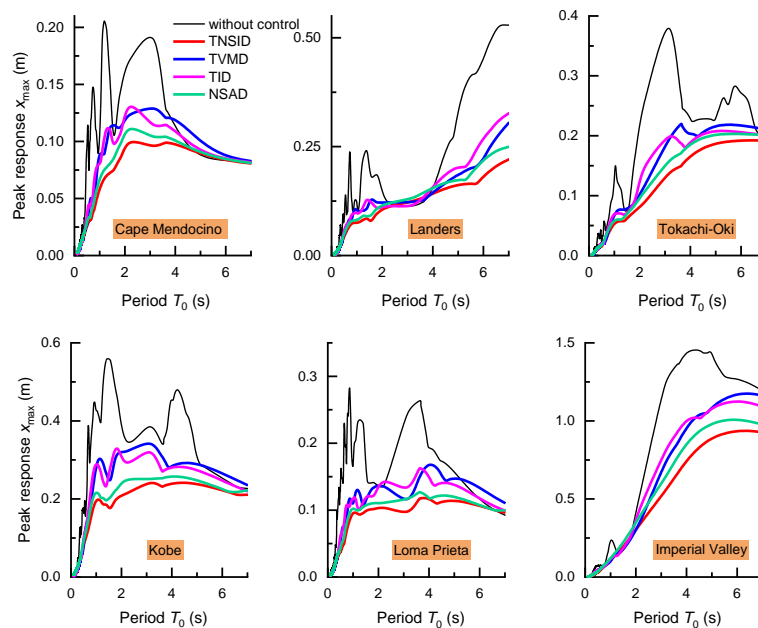 without control
TNSID
TVMD
TID
NSAD
Peak response x_max (m)
0.20
0.15
0.10
0.05
0.00
Cape Mendocino
0 2 4 6
Period T_0 (s)
0.50
0.25
0.00
Landers
0 2 4 6
Period T_0 (s)
0.4
0.3
0.2
0.1
0.0
Tokachi-Oki
0 2 4 6
Period T_0 (s)
Peak response x_max (m)
0.6
0.4
0.2
0.0
Kobe
0 2 4 6
Period T_0 (s)
0.3
0.2
0.1
0.0
Loma Prieta
0 2 4 6
Period T_0 (s)
1.5
1.0
0.5
0.0
Imperial Valley
0 2 4 6
Period T_0 (s)